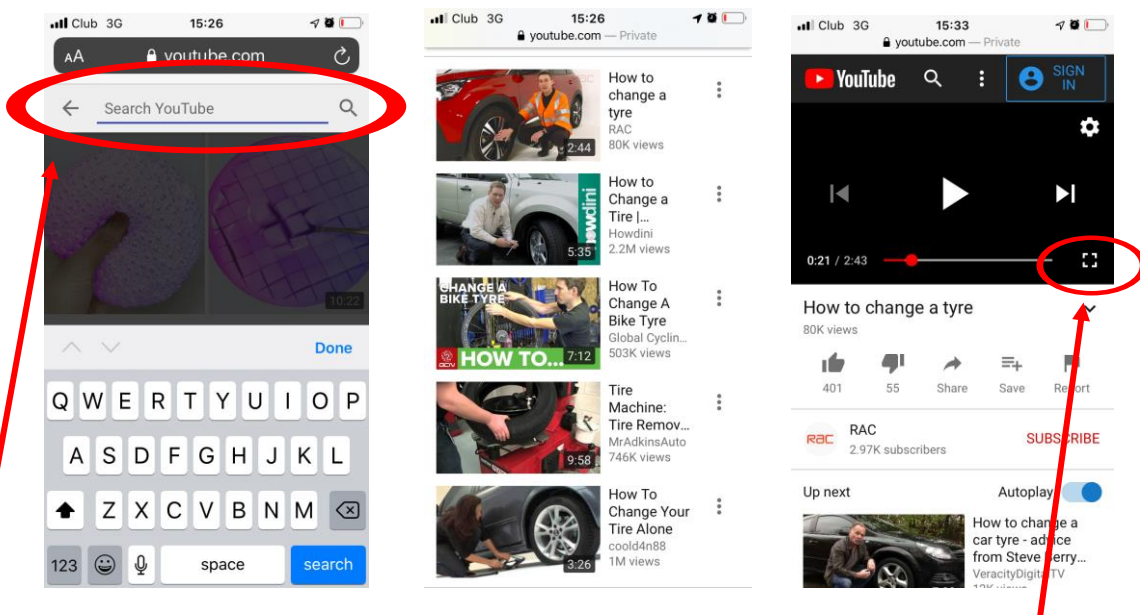 Club 3G 15:26
AA youtube.com
Search YouTube
10:22
Done
Q W E R T Y U I O P
A S D F G H J K L
Z X C V B N M
123 space search
Club 3G 15:26
youtube.com — Private
How to
change a
tyre
RAC
80K views
2:44
How to
Change a
Tire |...
Howdini
2.2M views
howdini
5:35
How To
Change A
Bike Tyre
Global Cyclin...
503K views
CHANGE A
BIKE TYRE
GCN HOW TO... 7:12
Tire
Machine:
Tire Remov...
MrAdkinsAuto
746K views
9:58
How To
Change Your
Tire Alone
coold4n88
1M views
3:26
Club 3G 15:33
youtube.com — Private
YouTube SIGN
IN
0:21 / 2:43
How to change a tyre
80K views
401 55 Share Save Report
RAC RAC SUBSCRIBE
2.97K subscribers
Up next Autoplay
How to change a
car tyre - advice
from Steve Berry...
VeracityDigitalTV